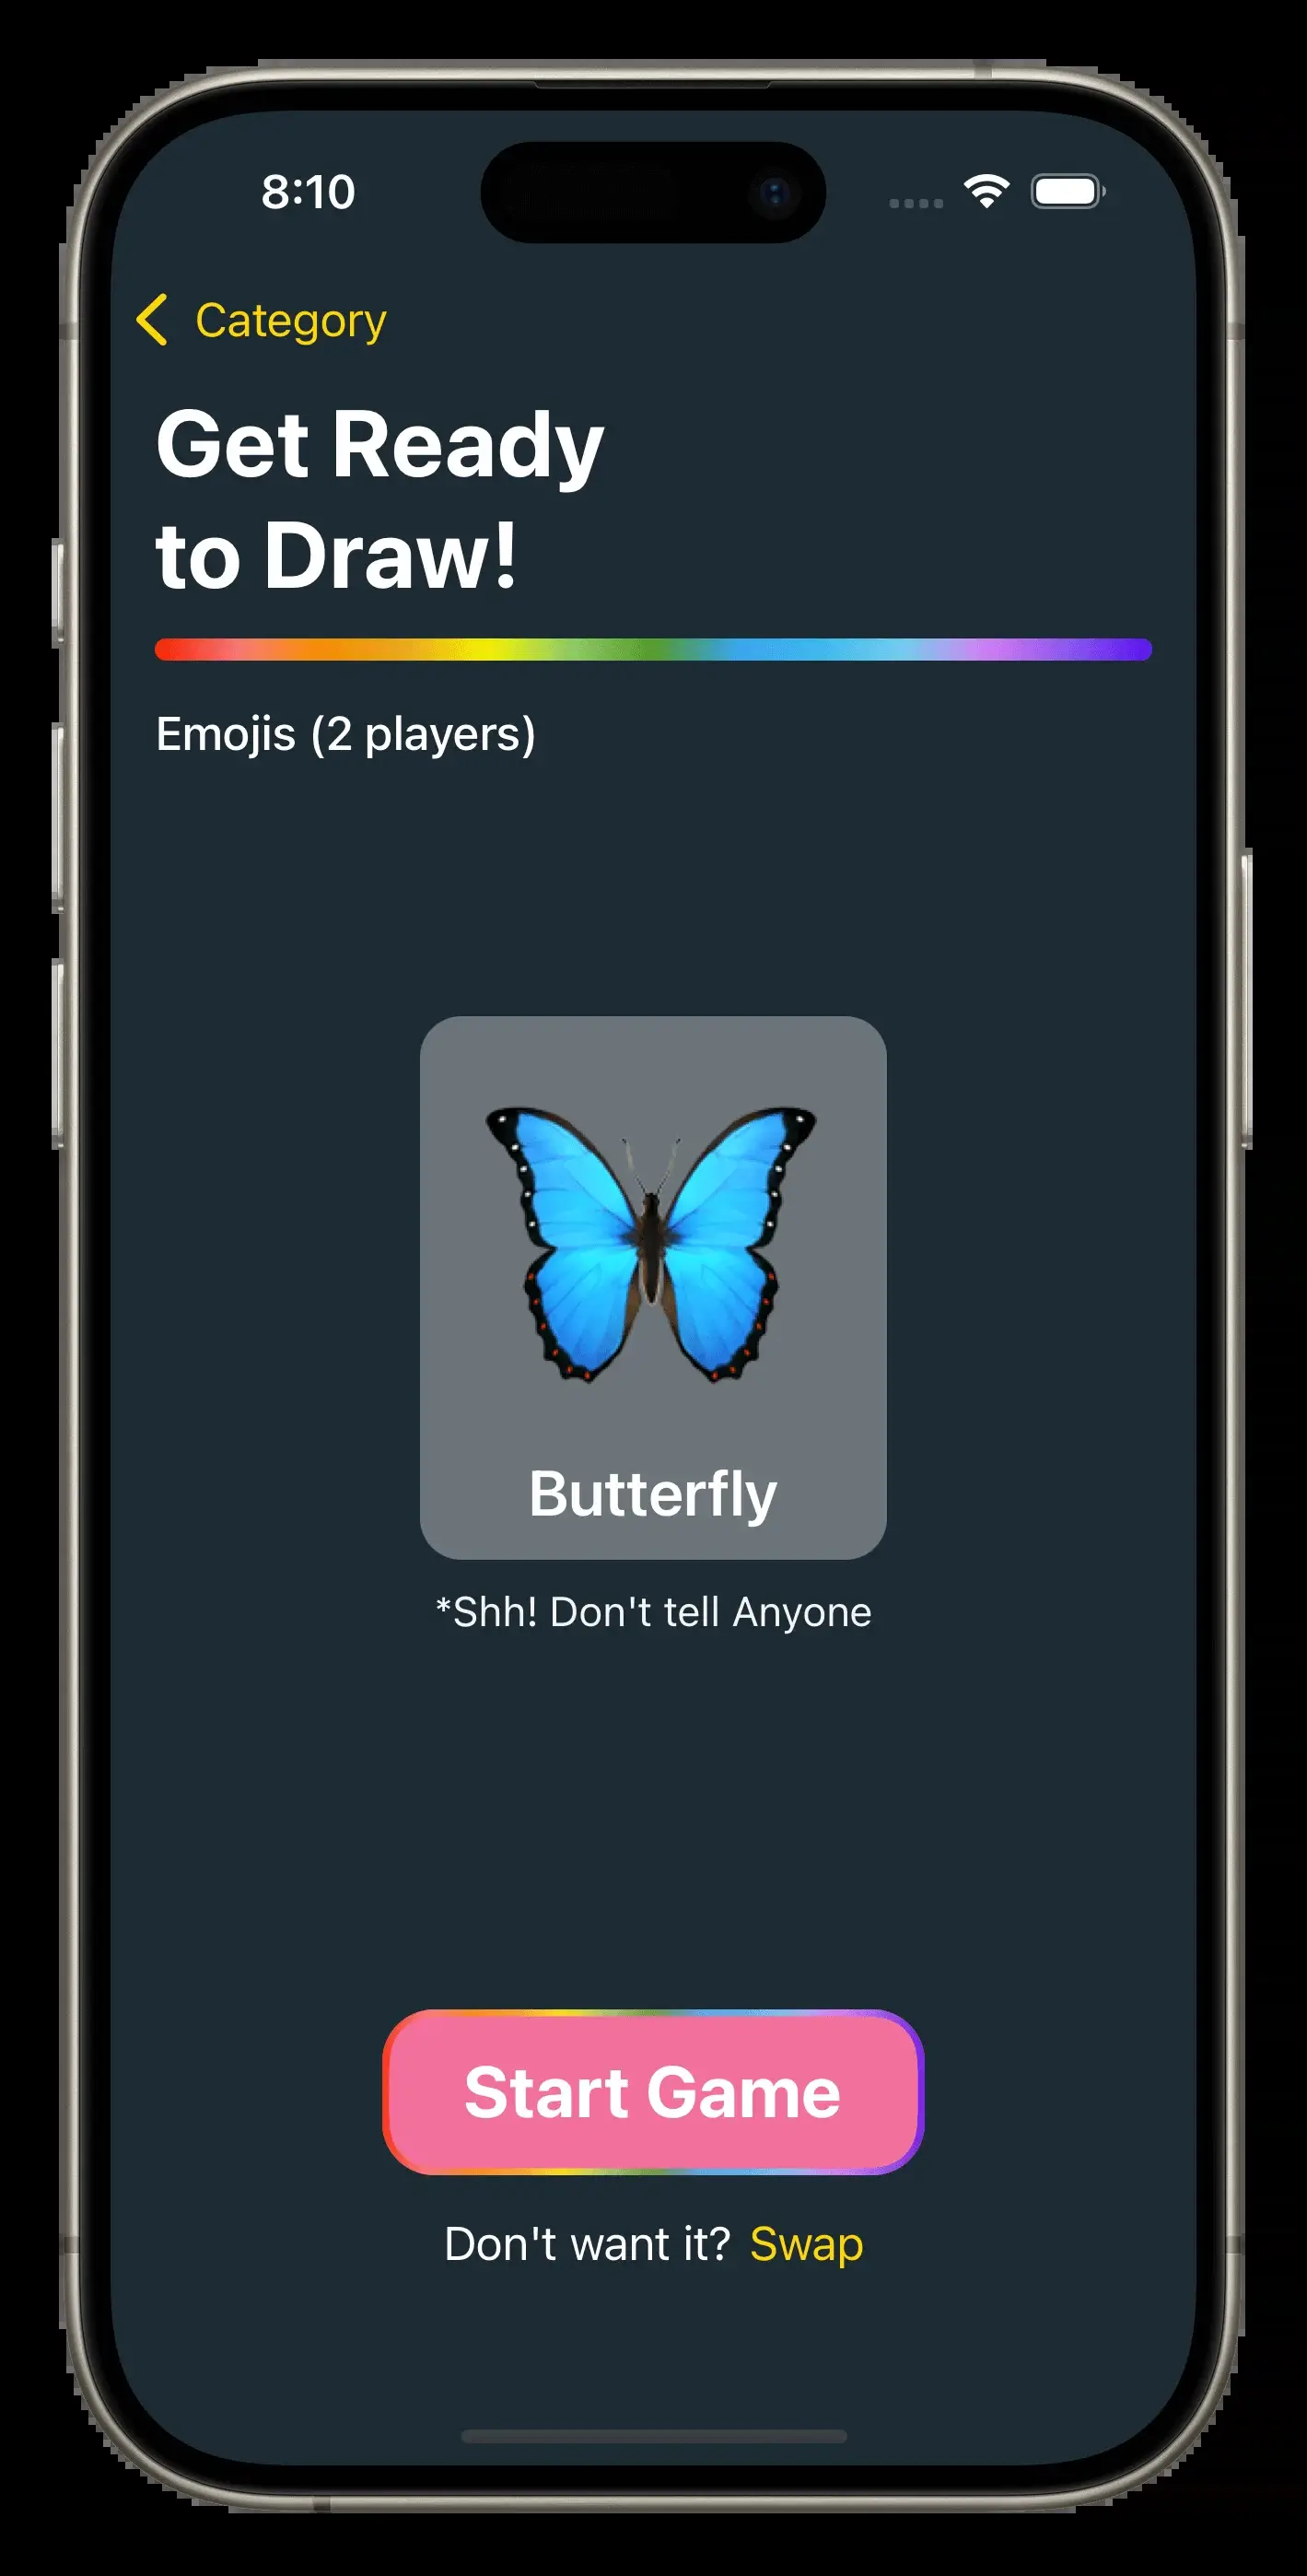 8:10
Category
Get Ready
to Draw!
Emojis (2 players)
Butterfly
*Shh! Don't tell Anyone
Start Game
Don't want it? Swap